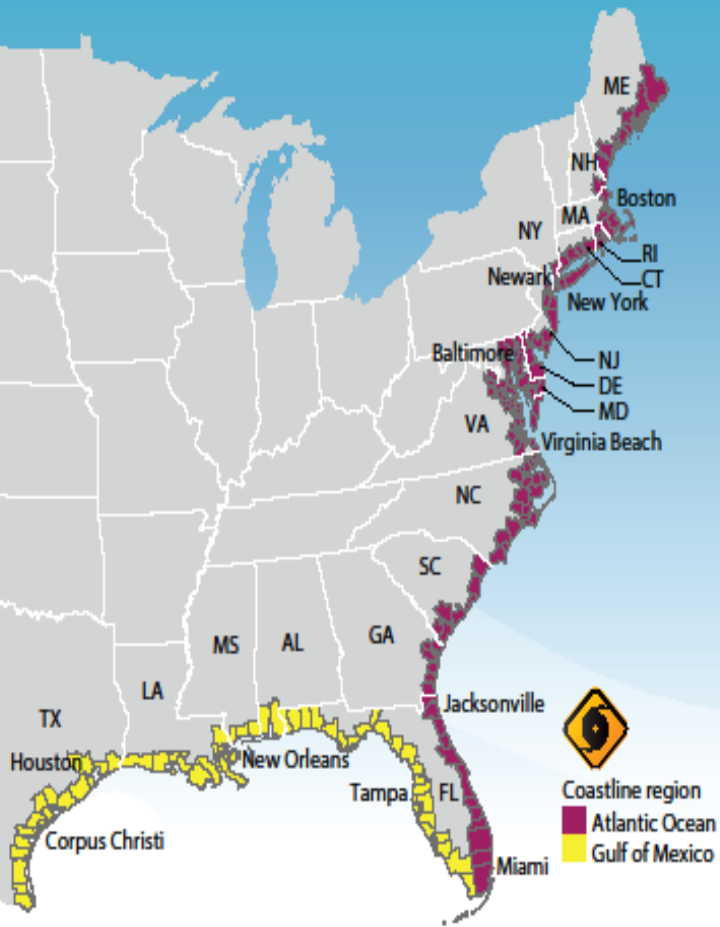 ME
NH
Boston
MA
NY
RI
Newark
CT
New York
Baltimore
NJ
DE
MD
VA
Virginia Beach
NC
SC
MS
AL
GA
LA
TX
Jacksonville
Houston
New Orleans
Tampa
FL
Corpus Christi
Miami
Coastline region
Atlantic Ocean
Gulf of Mexico